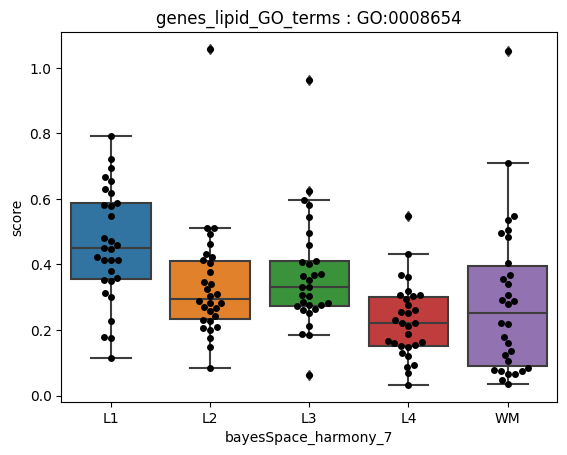 genes_lipid_GO_terms : GO:0008654
1.0
0.8
0.6
0.4
0.2
0.0
score
L1 L2 L3 L4 WM
bayesSpace_harmony_7